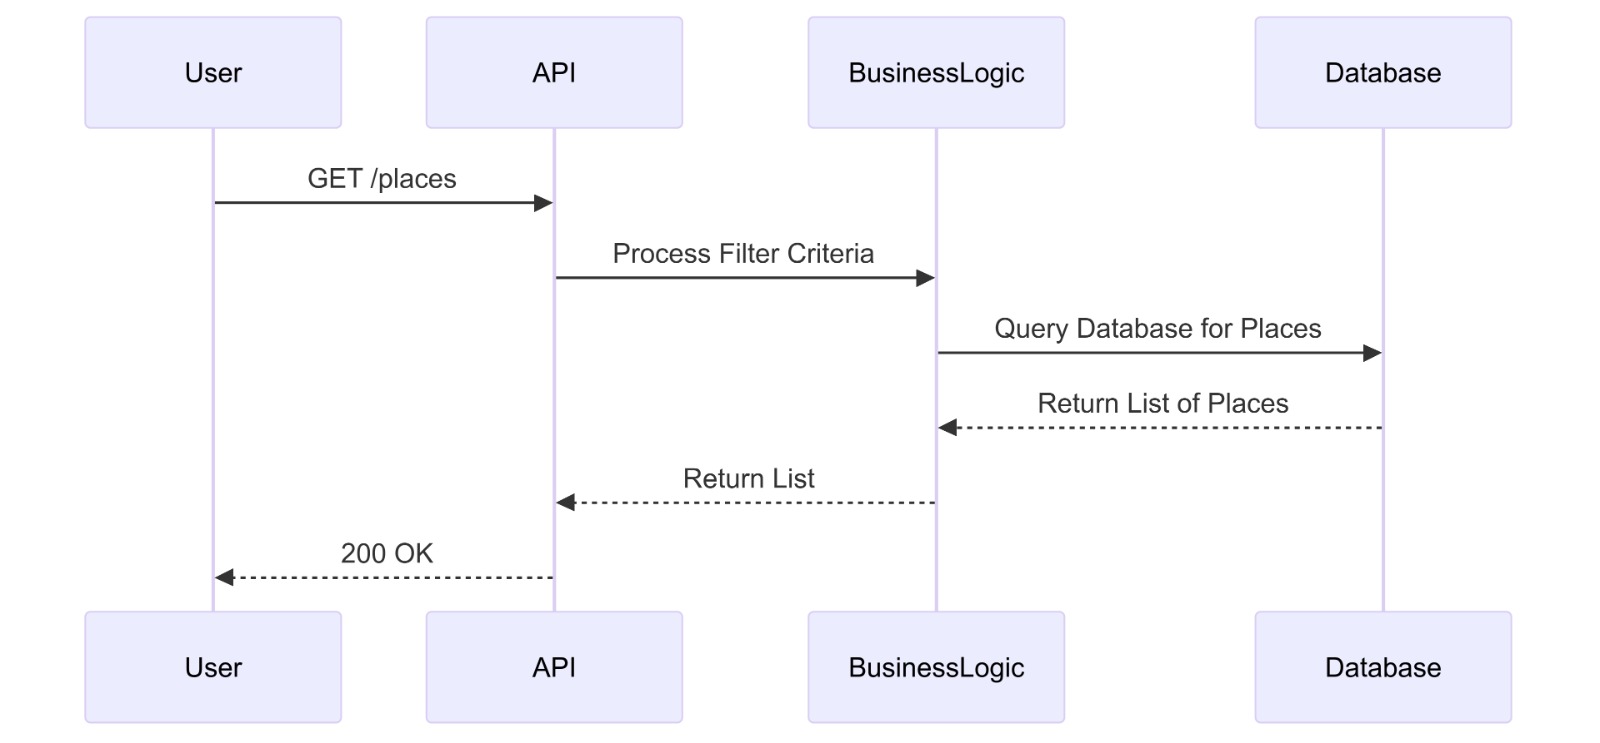 User
API
BusinessLogic
Database
GET /places
Process Filter Criteria
Query Database for Places
Return List of Places
Return List
200 OK
User
API
BusinessLogic
Database